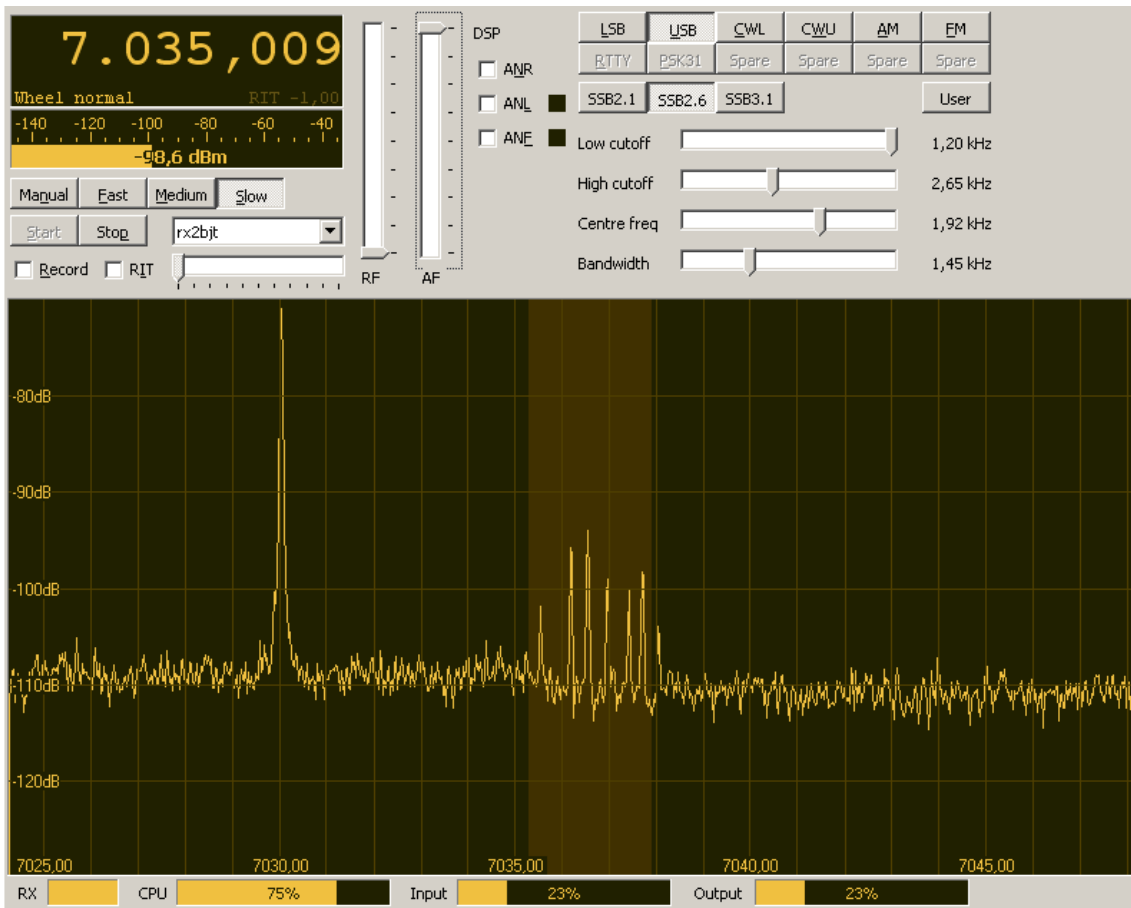 7.035,009
Wheel normal RIT -1,00
-140 -120 -100 -80 -60 -40
-98,6 dBm
Manual Fast Medium Slow
Start Stop rx2bjt
Record RIT
RF AF
DSP
ANR
ANL
ANF
LSB USB CWL CWU AM FM
RTTY PSK31 Spare Spare Spare Spare
SSB2.1 SSB2.6 SSB3.1 User
Low cutoff 1,20 kHz
High cutoff 2,65 kHz
Centre freq 1,92 kHz
Bandwidth 1,45 kHz
-80dB
-90dB
-100dB
-110dB
-120dB
7025,00 7030,00 7035,00 7040,00 7045,00
RX CPU 75% Input 23% Output 23%